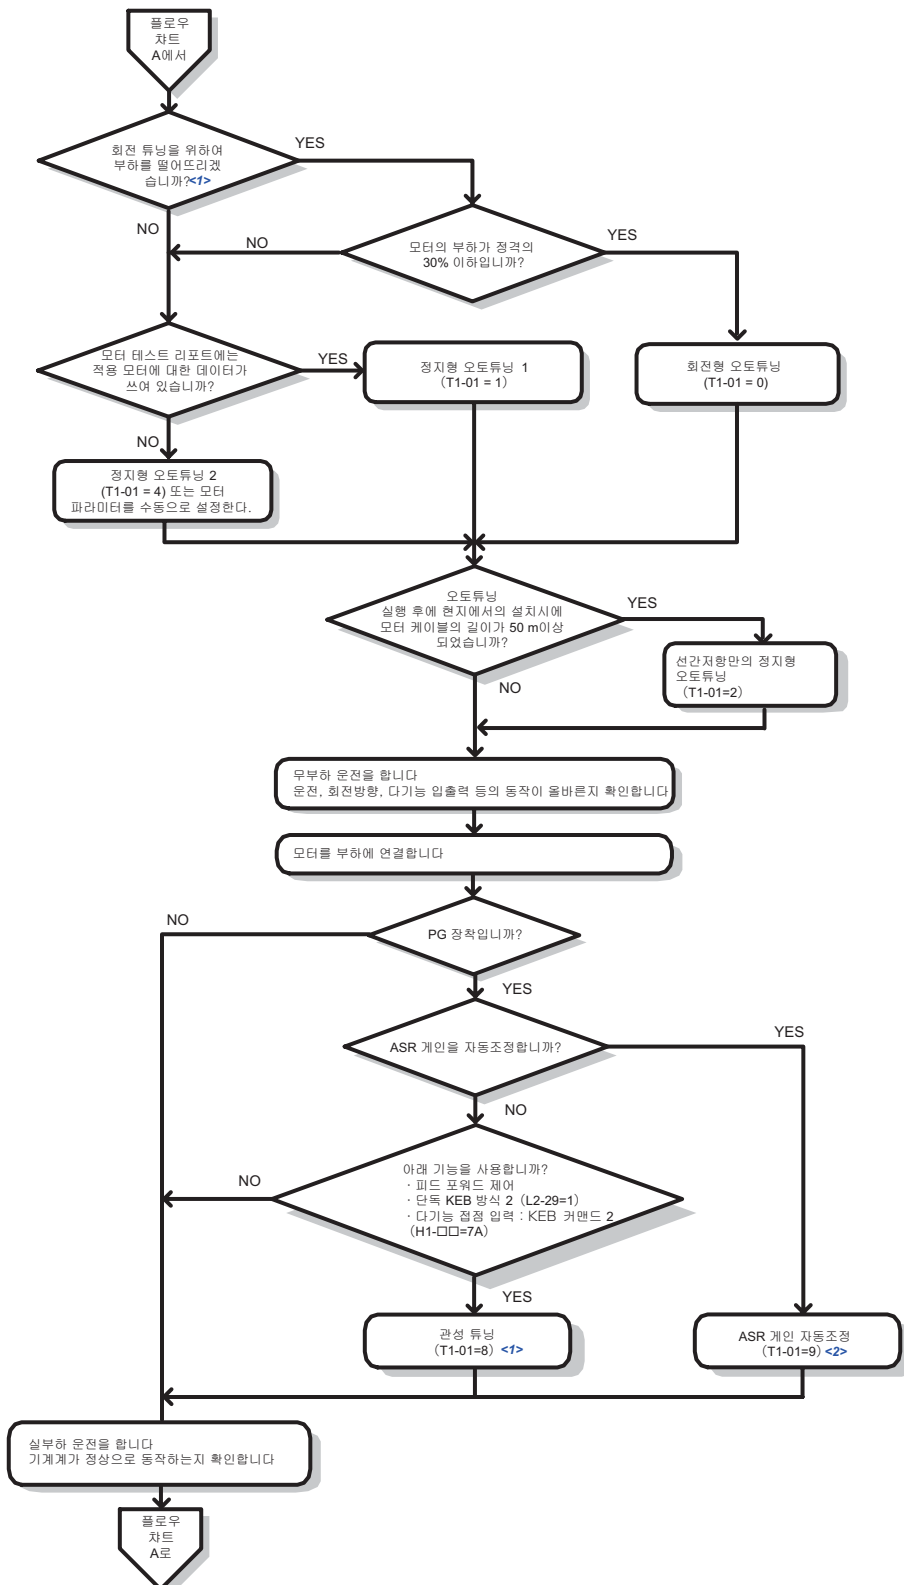 플로우
챠트
A에서
회전 튜닝을 위하여
부하를 떨어뜨리겠
습니까?<1>
YES
NO
모터의 부하가 정격의
30% 이하입니까?
NO
YES
모터 테스트 리포트에는
적용 모터에 대한 데이터가
쓰여 있습니까?
YES
정지형 오토튜닝 1
(T1-01 = 1)
회전형 오토튜닝
(T1-01 = 0)
NO
정지형 오토튜닝 2
(T1-01 = 4) 또는 모터
파라미터를 수동으로 설정한다.
오토튜닝
실행 후에 현지에서의 설치시에
모터 케이블의 길이가 50 m이상
되었습니까?
YES
선간저항만의 정지형
오토튜닝
(T1-01=2)
NO
무부하 운전을 합니다
운전, 회전방향, 다기능 입출력 등의 동작이 올바른지 확인합니다
모터를 부하에 연결합니다
PG 장착입니까?
NO
YES
ASR 게인을 자동조정합니까?
YES
NO
아래 기능을 사용합니까?
· 피드 포워드 제어
· 단독 KEB 방식 2 (L2-29=1)
· 다기능 접점 입력 : KEB 커맨드 2
(H1-□□=7A)
NO
YES
관성 튜닝
(T1-01=8) <1>
ASR 게인 자동조정
(T1-01=9) <2>
실부하 운전을 합니다
기계계가 정상으로 동작하는지 확인합니다
플로우
챠트
A로